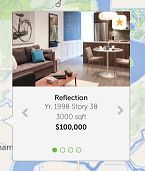 Reflection
Yr. 1998 Story 38
3000 sqft
$100,000